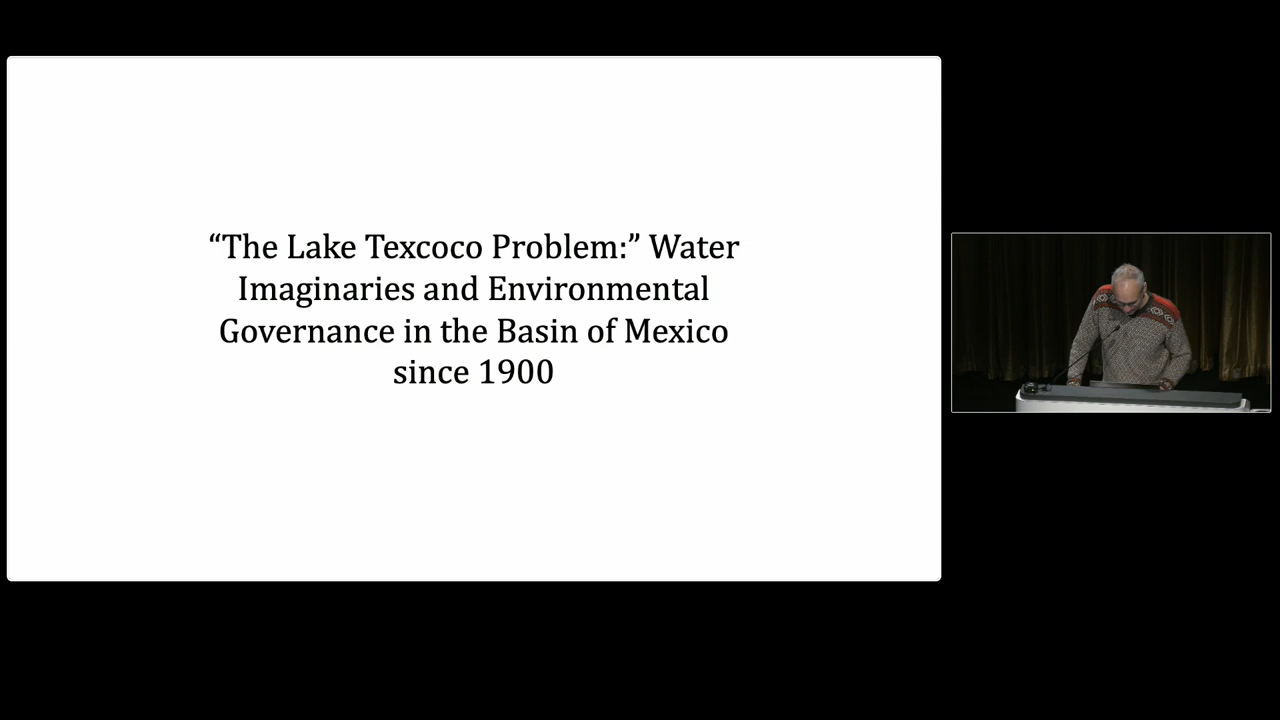 “The Lake Texcoco Problem:” Water
Imaginaries and Environmental
Governance in the Basin of Mexico
since 1900